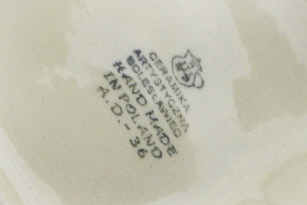 CERAMIKA
ARTYSTYCZNA
BOLESŁAWIEC
HAND MADE
IN POLAND
A.D.-36